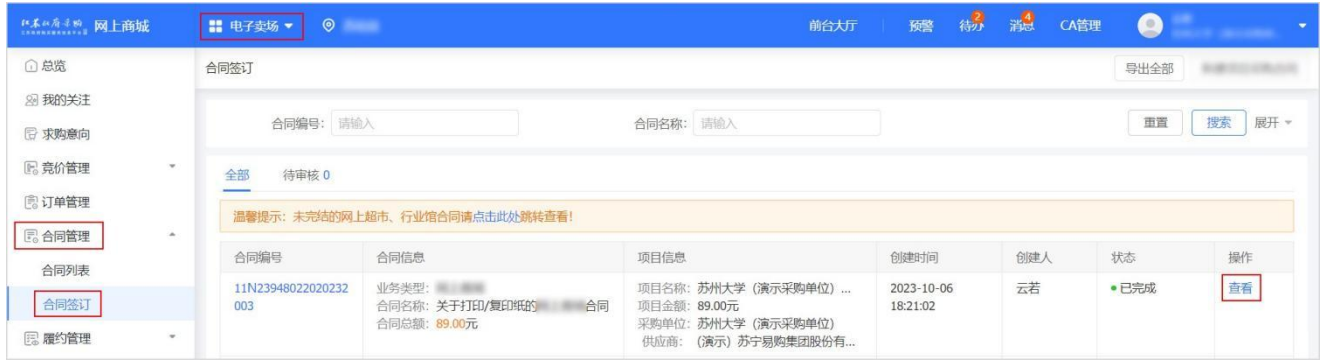 网上商城
电子卖场
前台大厅
预警
待办 2
消息 4
CA管理
总览
我的关注
求购意向
竞价管理
订单管理
合同管理
合同列表
合同签订
履约管理
合同签订
导出全部
合同编号： 请输入
合同名称： 请输入
重置
搜索
展开
全部
待审核 0
温馨提示：未完结的网上超市、行业馆合同请点击此处跳转查看！
合同编号
合同信息
项目信息
创建时间
创建人
状态
操作
11N23948022020232
003
业务类型：
合同名称：关于打印/复印纸的 合同
合同总额：89.00元
项目名称：苏州大学（演示采购单位）...
项目金额：89.00元
采购单位：苏州大学（演示采购单位）
供应商：（演示）苏宁易购集团股份有...
2023-10-06
18:21:02
云若
已完成
查看